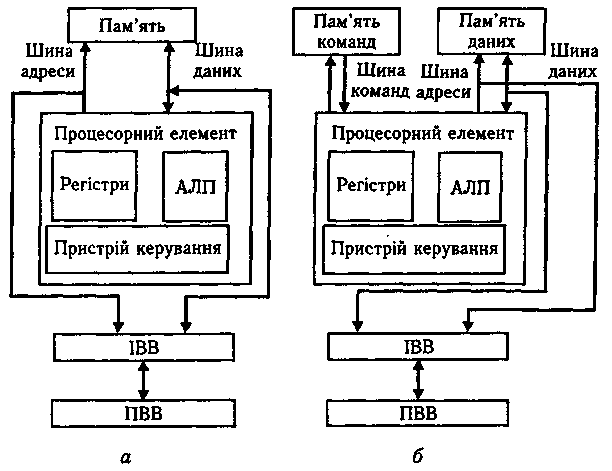 Пам’ять
Шина
адреси
Шина
даних
Процесорний елемент
Регістри
АЛП
Пристрій керування
ІВВ
ПВВ
а
Пам’ять
команд
Пам’ять
даних
Шина
команд
Шина
адреси
Шина
даних
Процесорний елемент
Регістри
АЛП
Пристрій керування
ІВВ
ПВВ
б